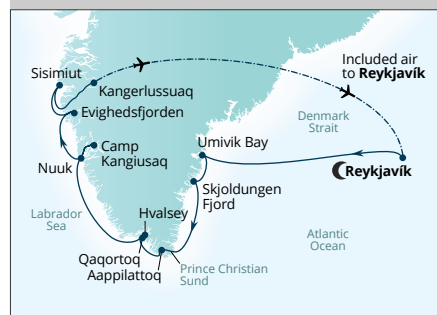 Included air
to Reykjavík
Sisimiut
Kangerlussuaq
Evighedsfjorden
Denmark
Strait
Camp
Kangiusaq
Umivik Bay
Nuuk
Reykjavík
Skjoldungen
Fjord
Labrador
Sea
Hvalsey
Atlantic
Ocean
Qaqortoq
Aappilattoq
Prince Christian
Sund